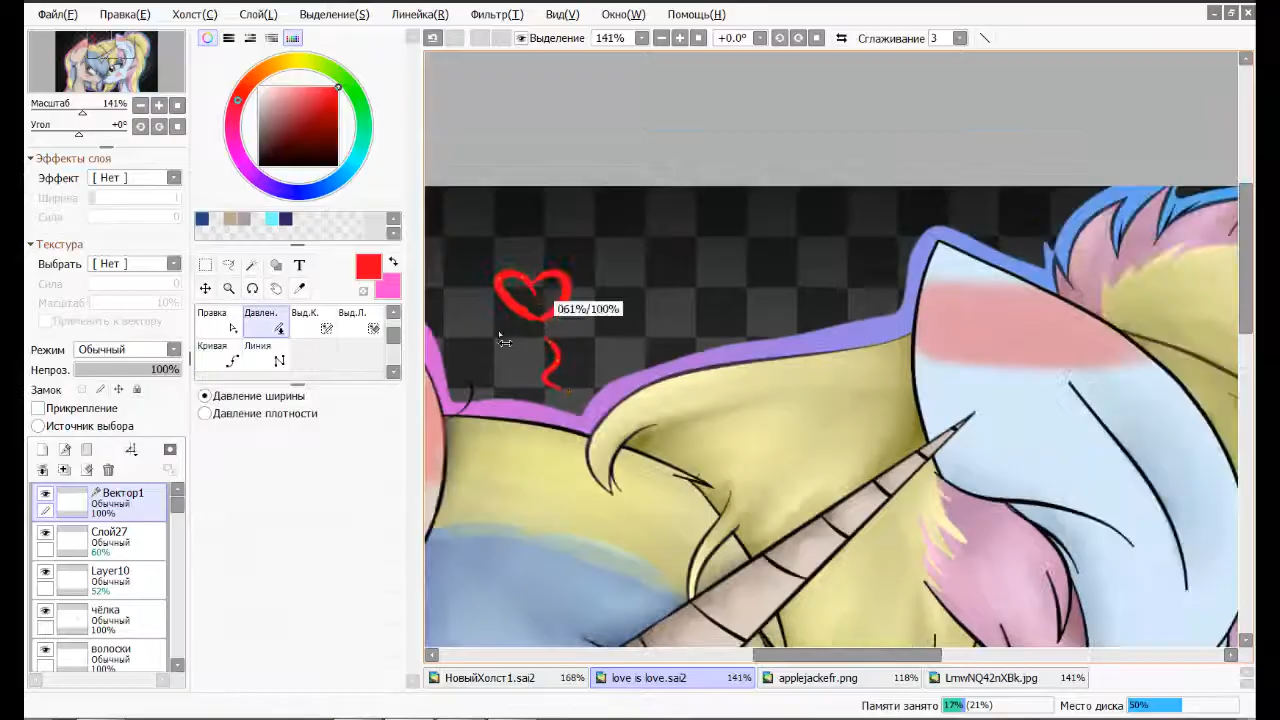 Файл(F) Правка(E) Холст(C) Слой(L) Выделение(S) Линейка(R) Фильтр(T) Вид(V) Окно(W) Помощь(H)
Выделение 141% +0.0° Сглаживание 3
Масштаб 141%
Угол +0°
Эффекты слоя
Эффект [ Нет ]
Ширина 1
Сила 0
Текстура
Выбрать [ Нет ]
Сила 0
Масштаб 10%
Применить к вектору
Режим Обычный
Непроз. 100%
Замок
Прикрепление
Источник выбора
Вектор1
Обычный
100%
Слой27
Обычный
60%
Layer10
Обычный
52%
чёлка
Обычный
100%
волоски
Обычный
100%
T
Правка Давлен. Выд.К. Выд.Л.
Кривая Линия
Давление ширины
Давление плотности
061%/100%
НовыйХолст1.sai2 168% love is love.sai2 141% applejackefr.png 118% LmwNQ42nXBk.jpg 141%
Памяти занято 17% (21%) Место диска 50%